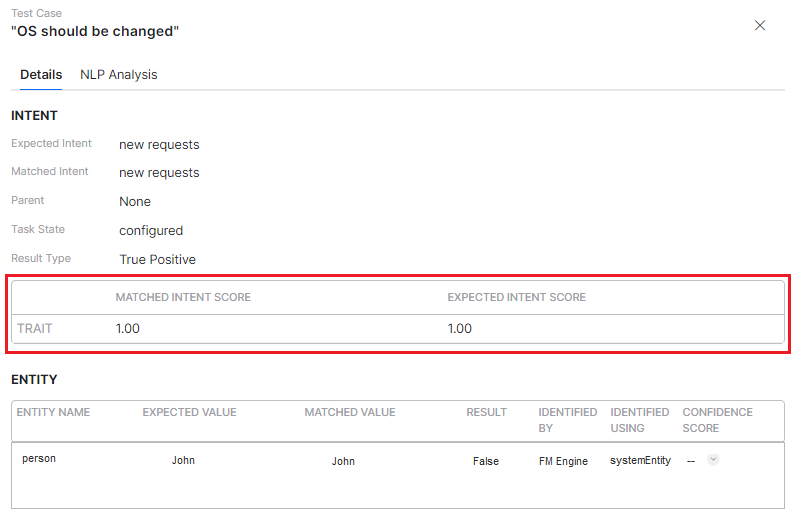 Test Case
"OS should be changed"
Details NLP Analysis
INTENT
Expected Intent new requests
Matched Intent new requests
Parent None
Task State configured
Result Type True Positive
MATCHED INTENT SCORE EXPECTED INTENT SCORE
TRAIT 1.00 1.00
ENTITY
ENTITY NAME EXPECTED VALUE MATCHED VALUE RESULT IDENTIFIED BY IDENTIFIED USING CONFIDENCE SCORE
person John John False FM Engine systemEntity --